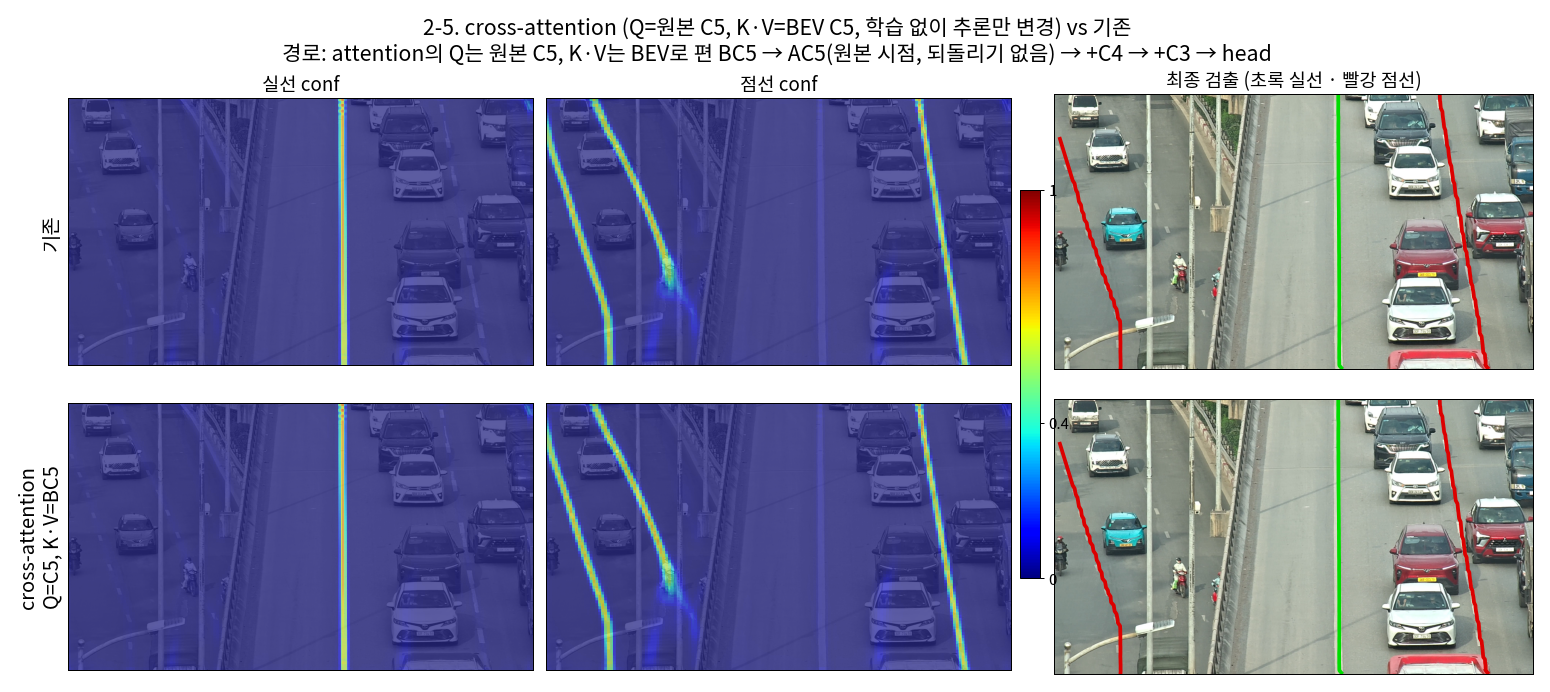 2-5. cross-attention (Q=원본 C5, K·V=BEV C5, 학습 없이 추론만 변경) vs 기존
경로: attention의 Q는 원본 C5, K·V는 BEV로 편 BC5 → AC5(원본 시점, 되돌리기 없음) → +C4 → +C3 → head
실선 conf
점선 conf
최종 검출 (초록 실선 · 빨강 점선)
기존
1
0.4
0
cross-attention
Q=C5, K·V=BC5